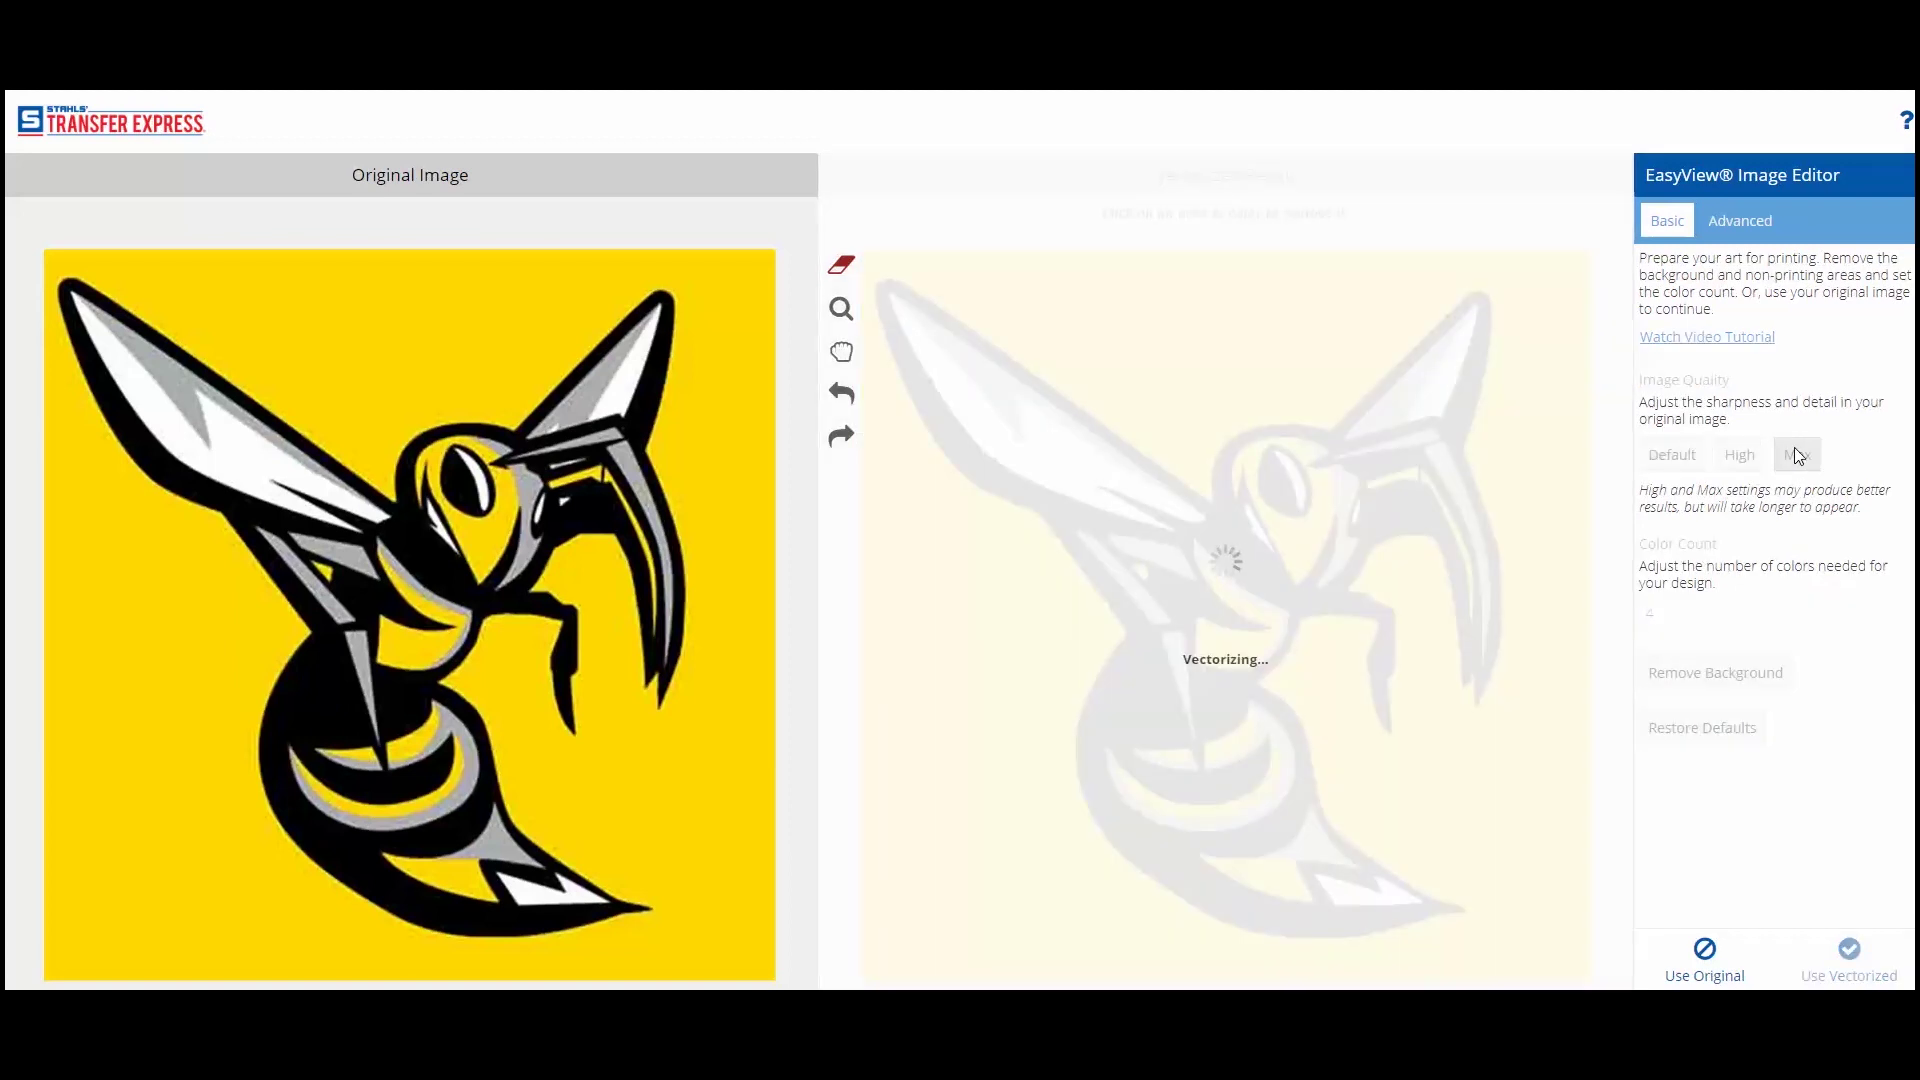 STAHLS'
TRANSFER EXPRESS
?
Original Image
EasyView® Image Editor
Basic
Advanced
Prepare your art for printing. Remove the
background and non-printing areas and set
the color count. Or, use your original image
to continue.
Watch Video Tutorial
Image Quality
Adjust the sharpness and detail in your
original image.
Default
High
High and Max settings may produce better
results, but will take longer to appear.
Color Count
Adjust the number of colors needed for
your design.
4
Vectorizing...
Remove Background
Restore Defaults
Use Original
Use Vectorized